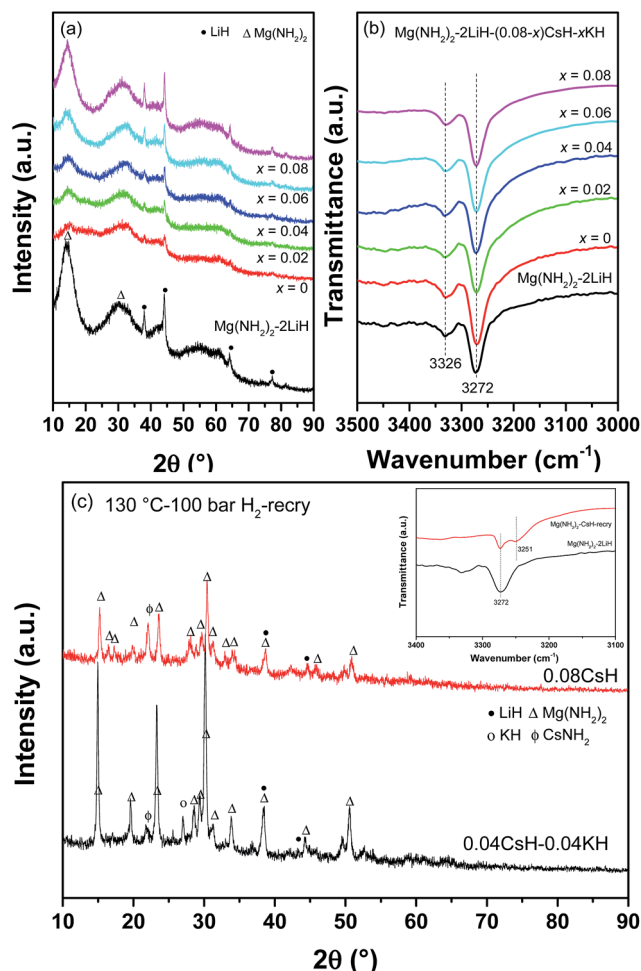 (a)
● LiH Δ Mg(NH₂)₂
Intensity (a.u.)
x = 0.08
x = 0.06
x = 0.04
x = 0.02
x = 0
Mg(NH₂)₂-2LiH
Δ
Δ
10 20 30 40 50 60 70 80 90
2θ (°)
(b)
Mg(NH₂)₂-2LiH-(0.08-x)CsH-xKH
Transmittance (a.u.)
x = 0.08
x = 0.06
x = 0.04
x = 0.02
x = 0
Mg(NH₂)₂-2LiH
3326
3272
3500 3400 3300 3200 3100 3000
Wavenumber (cm⁻¹)
(c) 130 °C-100 bar H₂-recry
Intensity (a.u.)
Transmittance (a.u.)
Mg(NH₂)₂-CsH-recry
3251
Mg(NH₂)₂-2LiH
3272
3400 3300 3200 3100
Wavenumber (cm⁻¹)
0.08CsH
● LiH Δ Mg(NH₂)₂
o KH ϕ CsNH₂
0.04CsH-0.04KH
10 20 30 40 50 60 70 80 90
2θ (°)